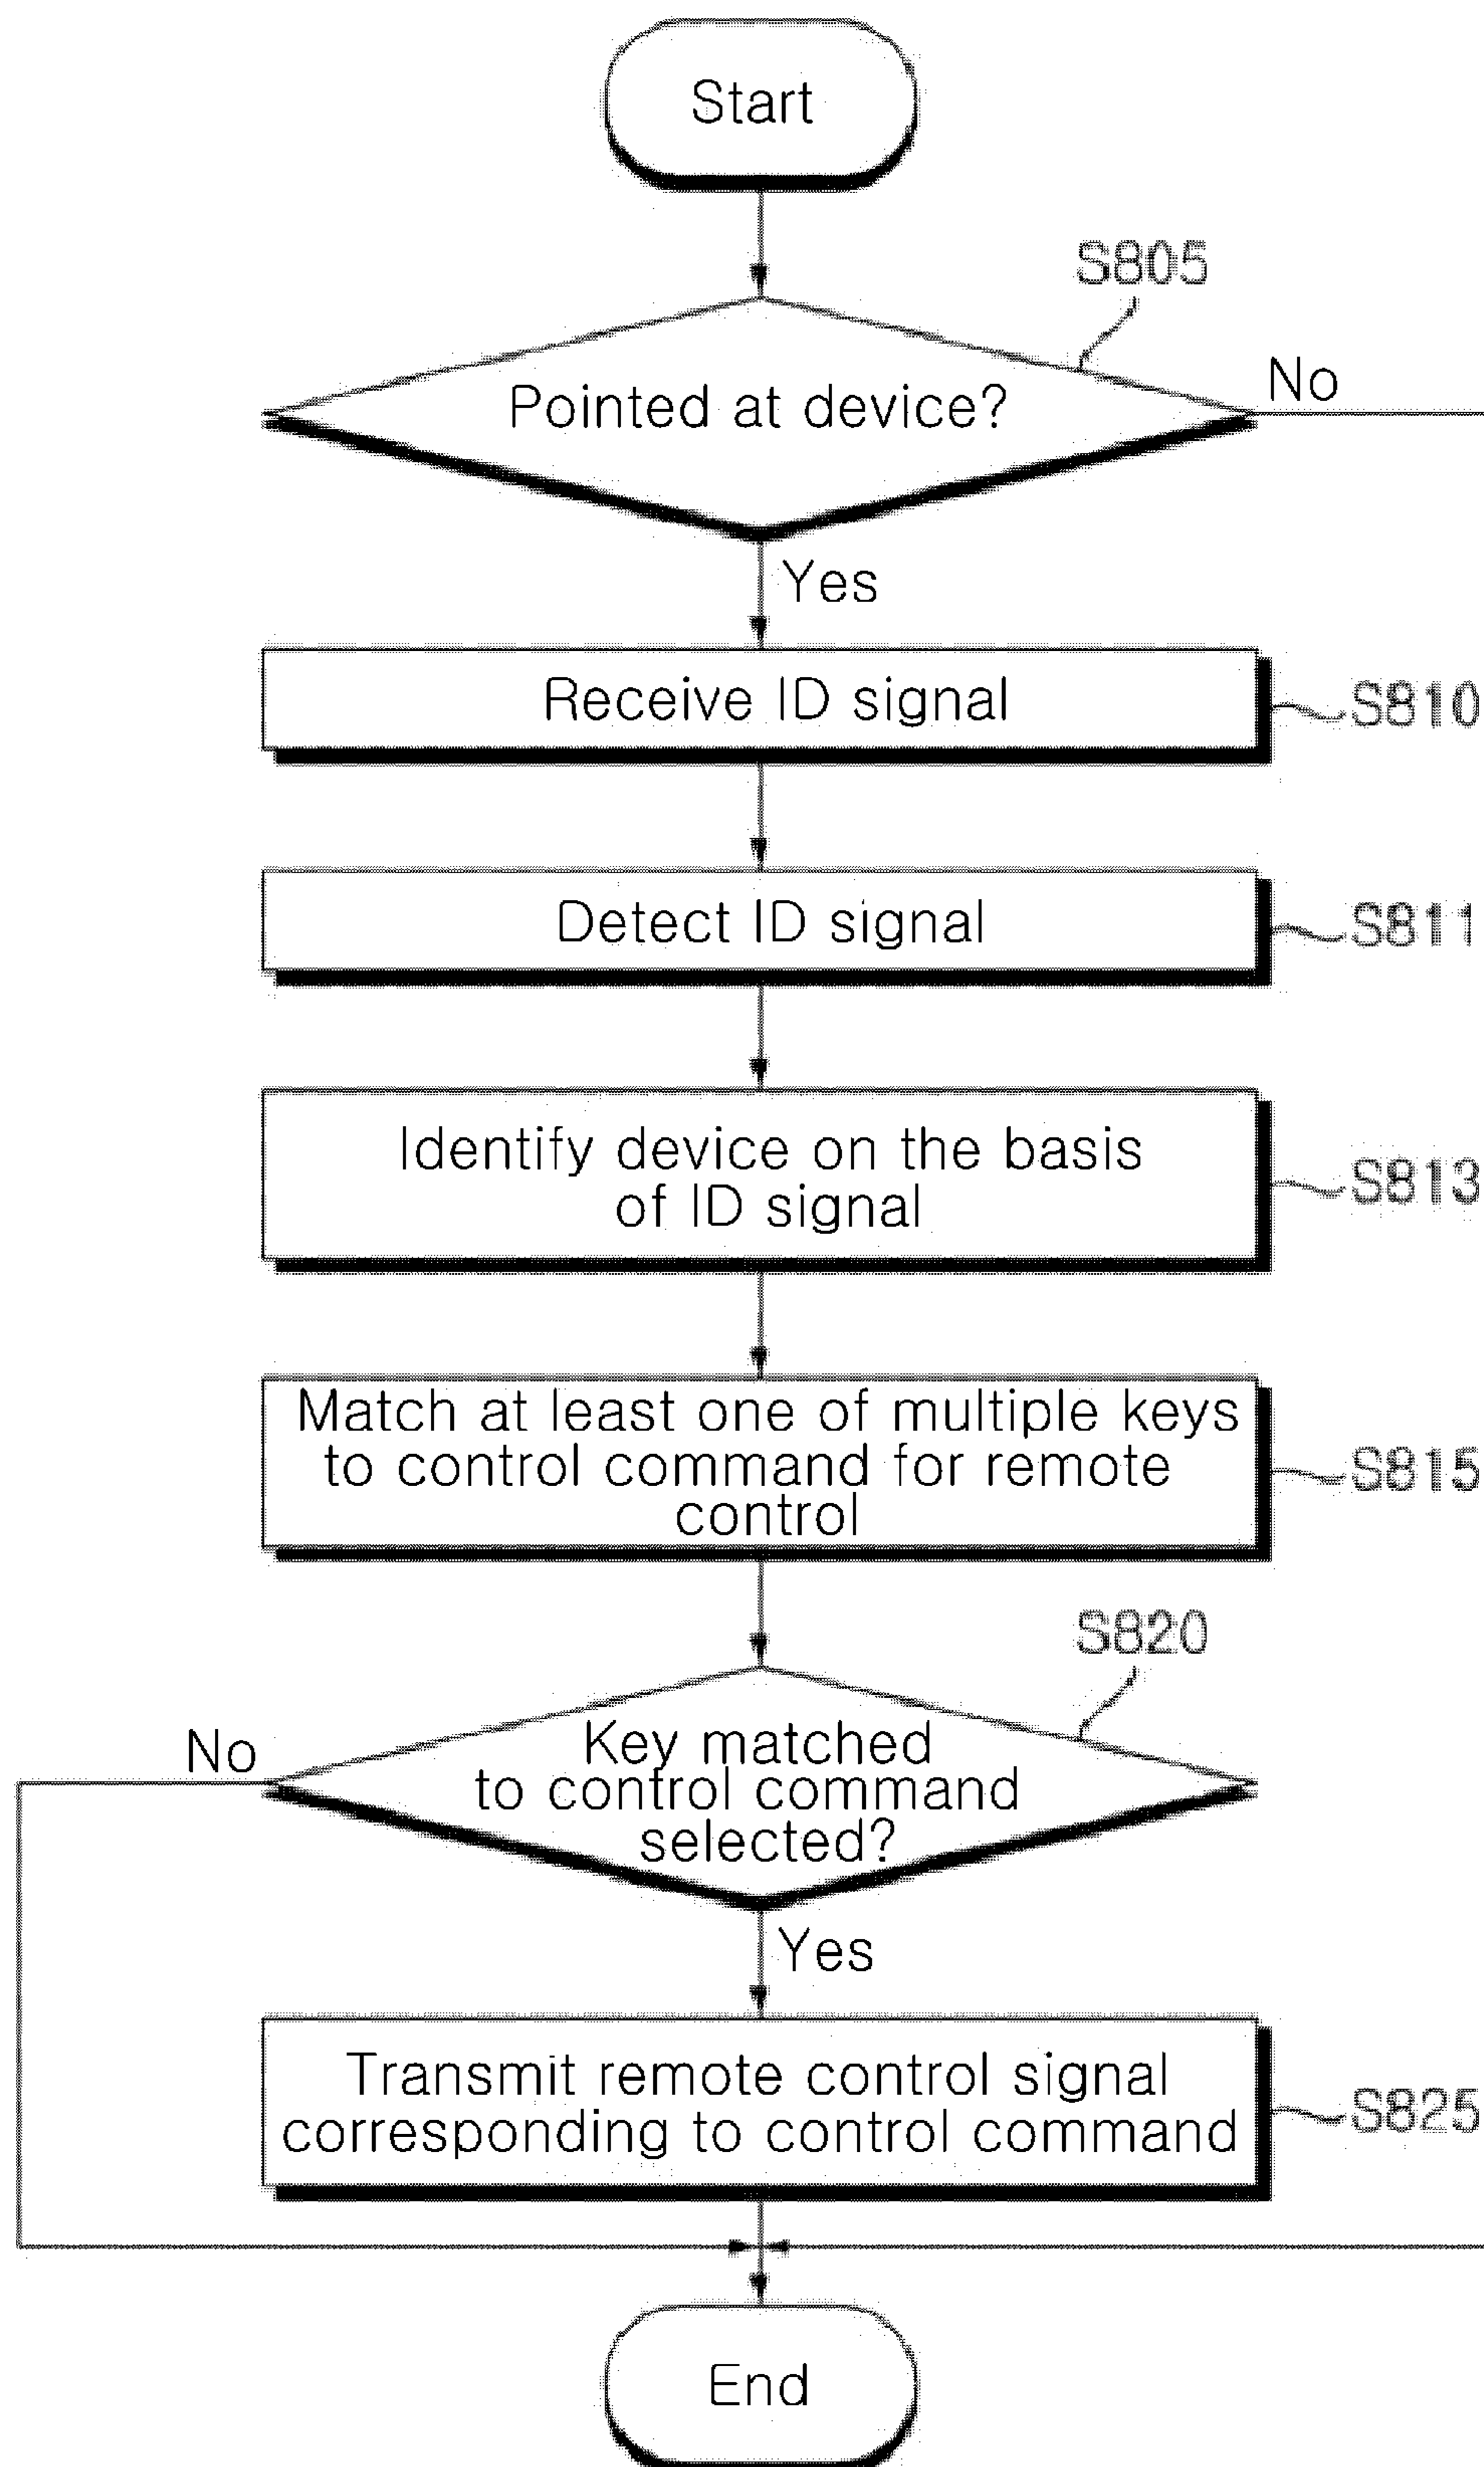 Start
S805
Pointed at device?
No
Yes
Receive ID signal
S810
Detect ID signal
S811
Identify device on the basis
of ID signal
S813
Match at least one of multiple keys
to control command for remote
control
S815
S820
No
Key matched
to control command
selected?
Yes
Transmit remote control signal
corresponding to control command
S825
End